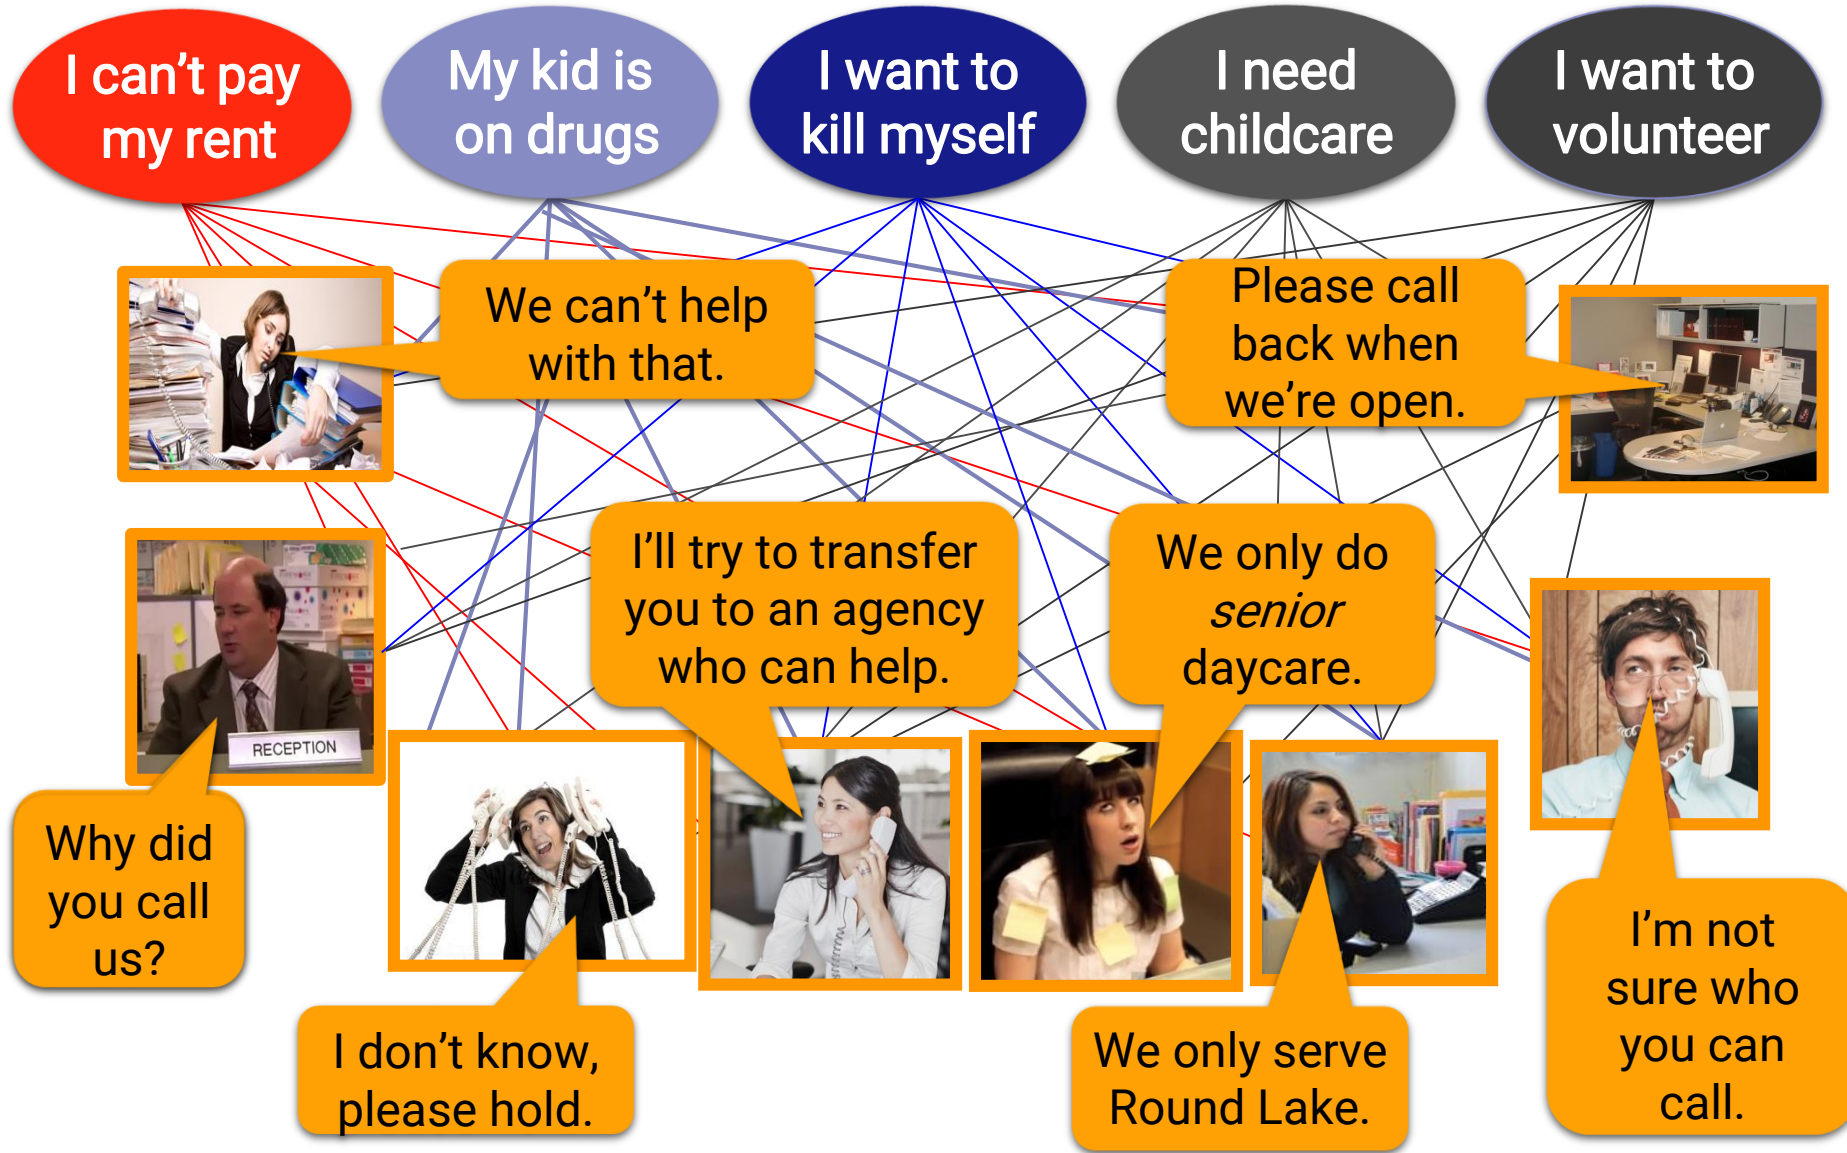 I can't pay
my rent
My kid is
on drugs
I want to
kill myself
I need
childcare
I want to
volunteer
We can't help
with that.
Please call
back when
we're open.
I'll try to transfer
you to an agency
who can help.
We only do
senior
daycare.
RECEPTION
Why did
you call
us?
I don't know,
please hold.
We only serve
Round Lake.
I'm not
sure who
you can
call.